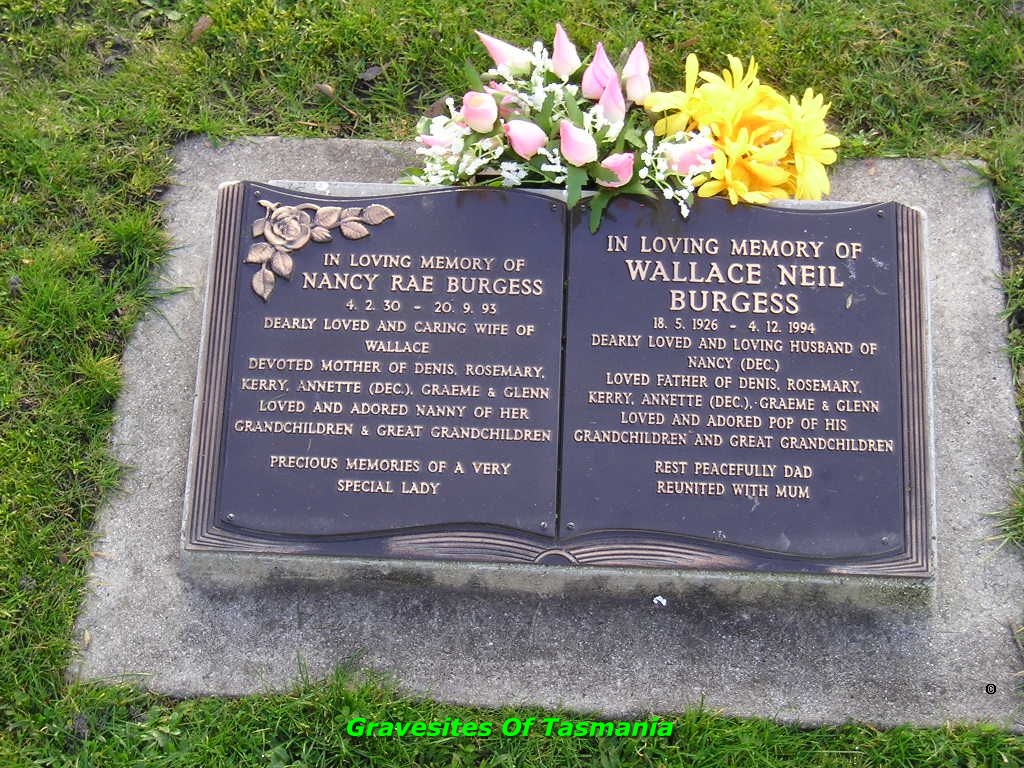 IN LOVING MEMORY OF
NANCY RAE BURGESS
4. 2. 30 - 20. 9. 93
DEARLY LOVED AND CARING WIFE OF
WALLACE
DEVOTED MOTHER OF DENIS, ROSEMARY,
KERRY, ANNETTE (DEC.), GRAEME & GLENN
LOVED AND ADORED NANNY OF HER
GRANDCHILDREN & GREAT GRANDCHILDREN
PRECIOUS MEMORIES OF A VERY
SPECIAL LADY
IN LOVING MEMORY OF
WALLACE NEIL
BURGESS
18. 5. 1926 - 4. 12. 1994
DEARLY LOVED AND LOVING HUSBAND OF
NANCY (DEC.)
LOVED FATHER OF DENIS, ROSEMARY,
KERRY, ANNETTE (DEC.), GRAEME & GLENN
LOVED AND ADORED POP OF HIS
GRANDCHILDREN AND GREAT GRANDCHILDREN
REST PEACEFULLY DAD
REUNITED WITH MUM
®
Gravesites Of Tasmania